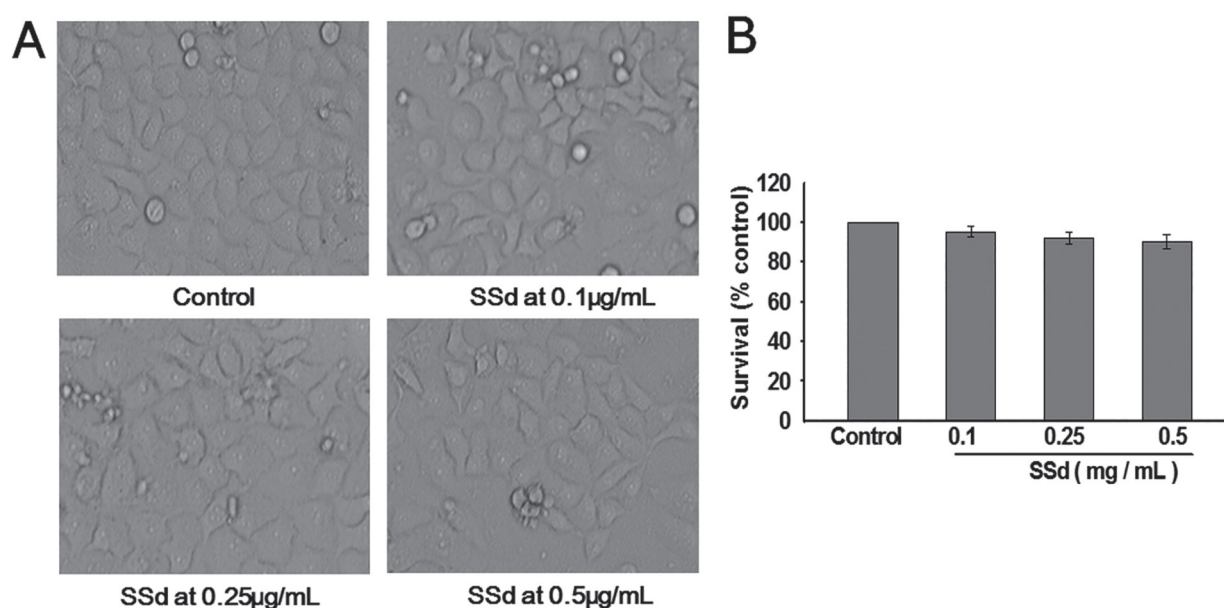 A
Control
SSd at 0.1µg/mL
SSd at 0.25µg/mL
SSd at 0.5µg/mL
B
Survival (% control)
120
100
80
60
40
20
0
Control 0.1 0.25 0.5
SSd ( mg / mL )